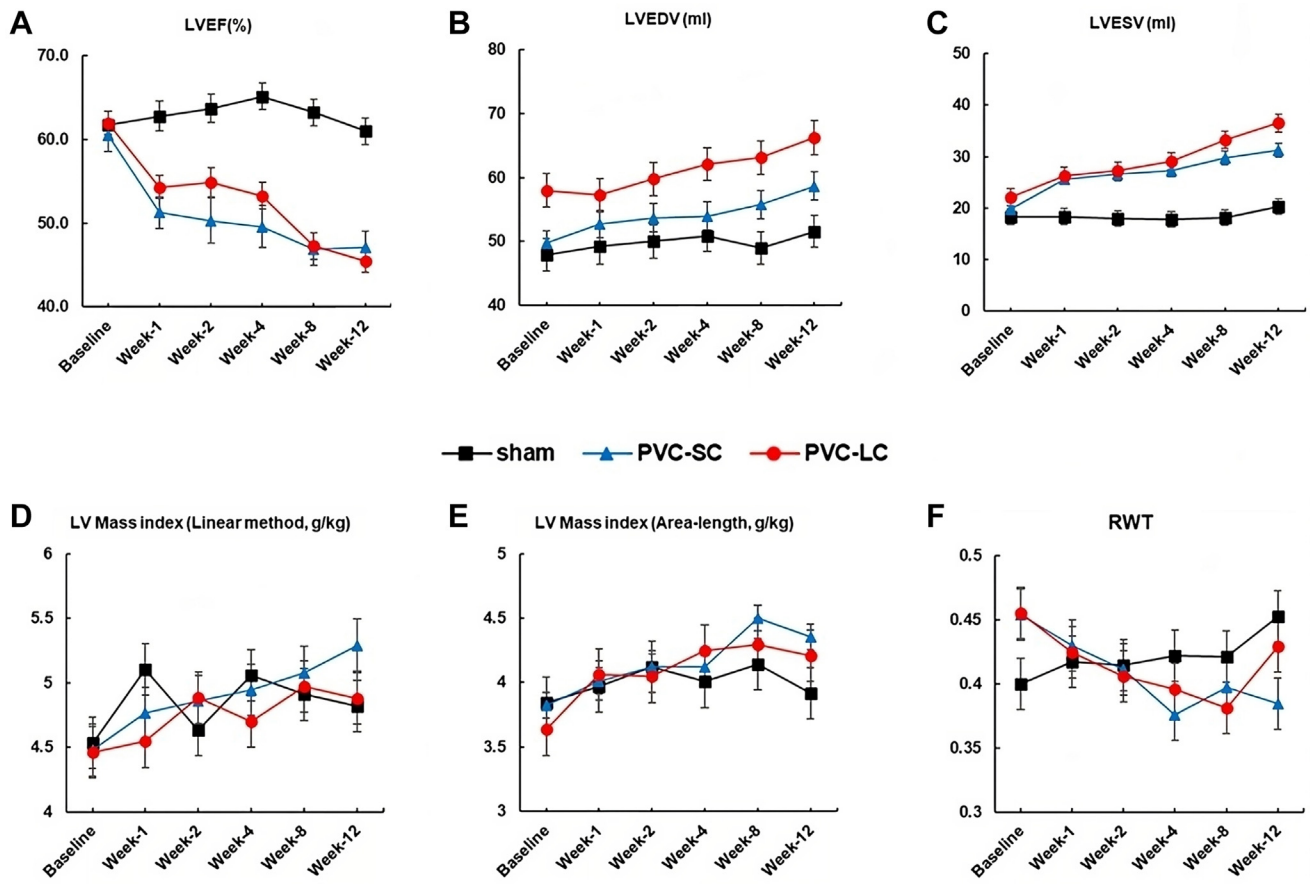 A
LVEF(%)
70.0
60.0
50.0
40.0
Baseline
Week-1
Week-2
Week-4
Week-8
Week-12
B
LVEDV (ml)
80
70
60
50
40
Baseline
Week-1
Week-2
Week-4
Week-8
Week-12
C
LVESV (ml)
50
40
30
20
10
0
Baseline
Week-1
Week-2
Week-4
Week-8
Week-12
sham
PVC-SC
PVC-LC
D
LV Mass index (Linear method, g/kg)
6
5.5
5
4.5
4
Baseline
Week-1
Week-2
Week-4
Week-8
Week-12
E
LV Mass index (Area-length, g/kg)
5
4.5
4
3.5
3
Baseline
Week-1
Week-2
Week-4
Week-8
Week-12
F
RWT
0.5
0.45
0.4
0.35
0.3
Baseline
Week-1
Week-2
Week-4
Week-8
Week-12